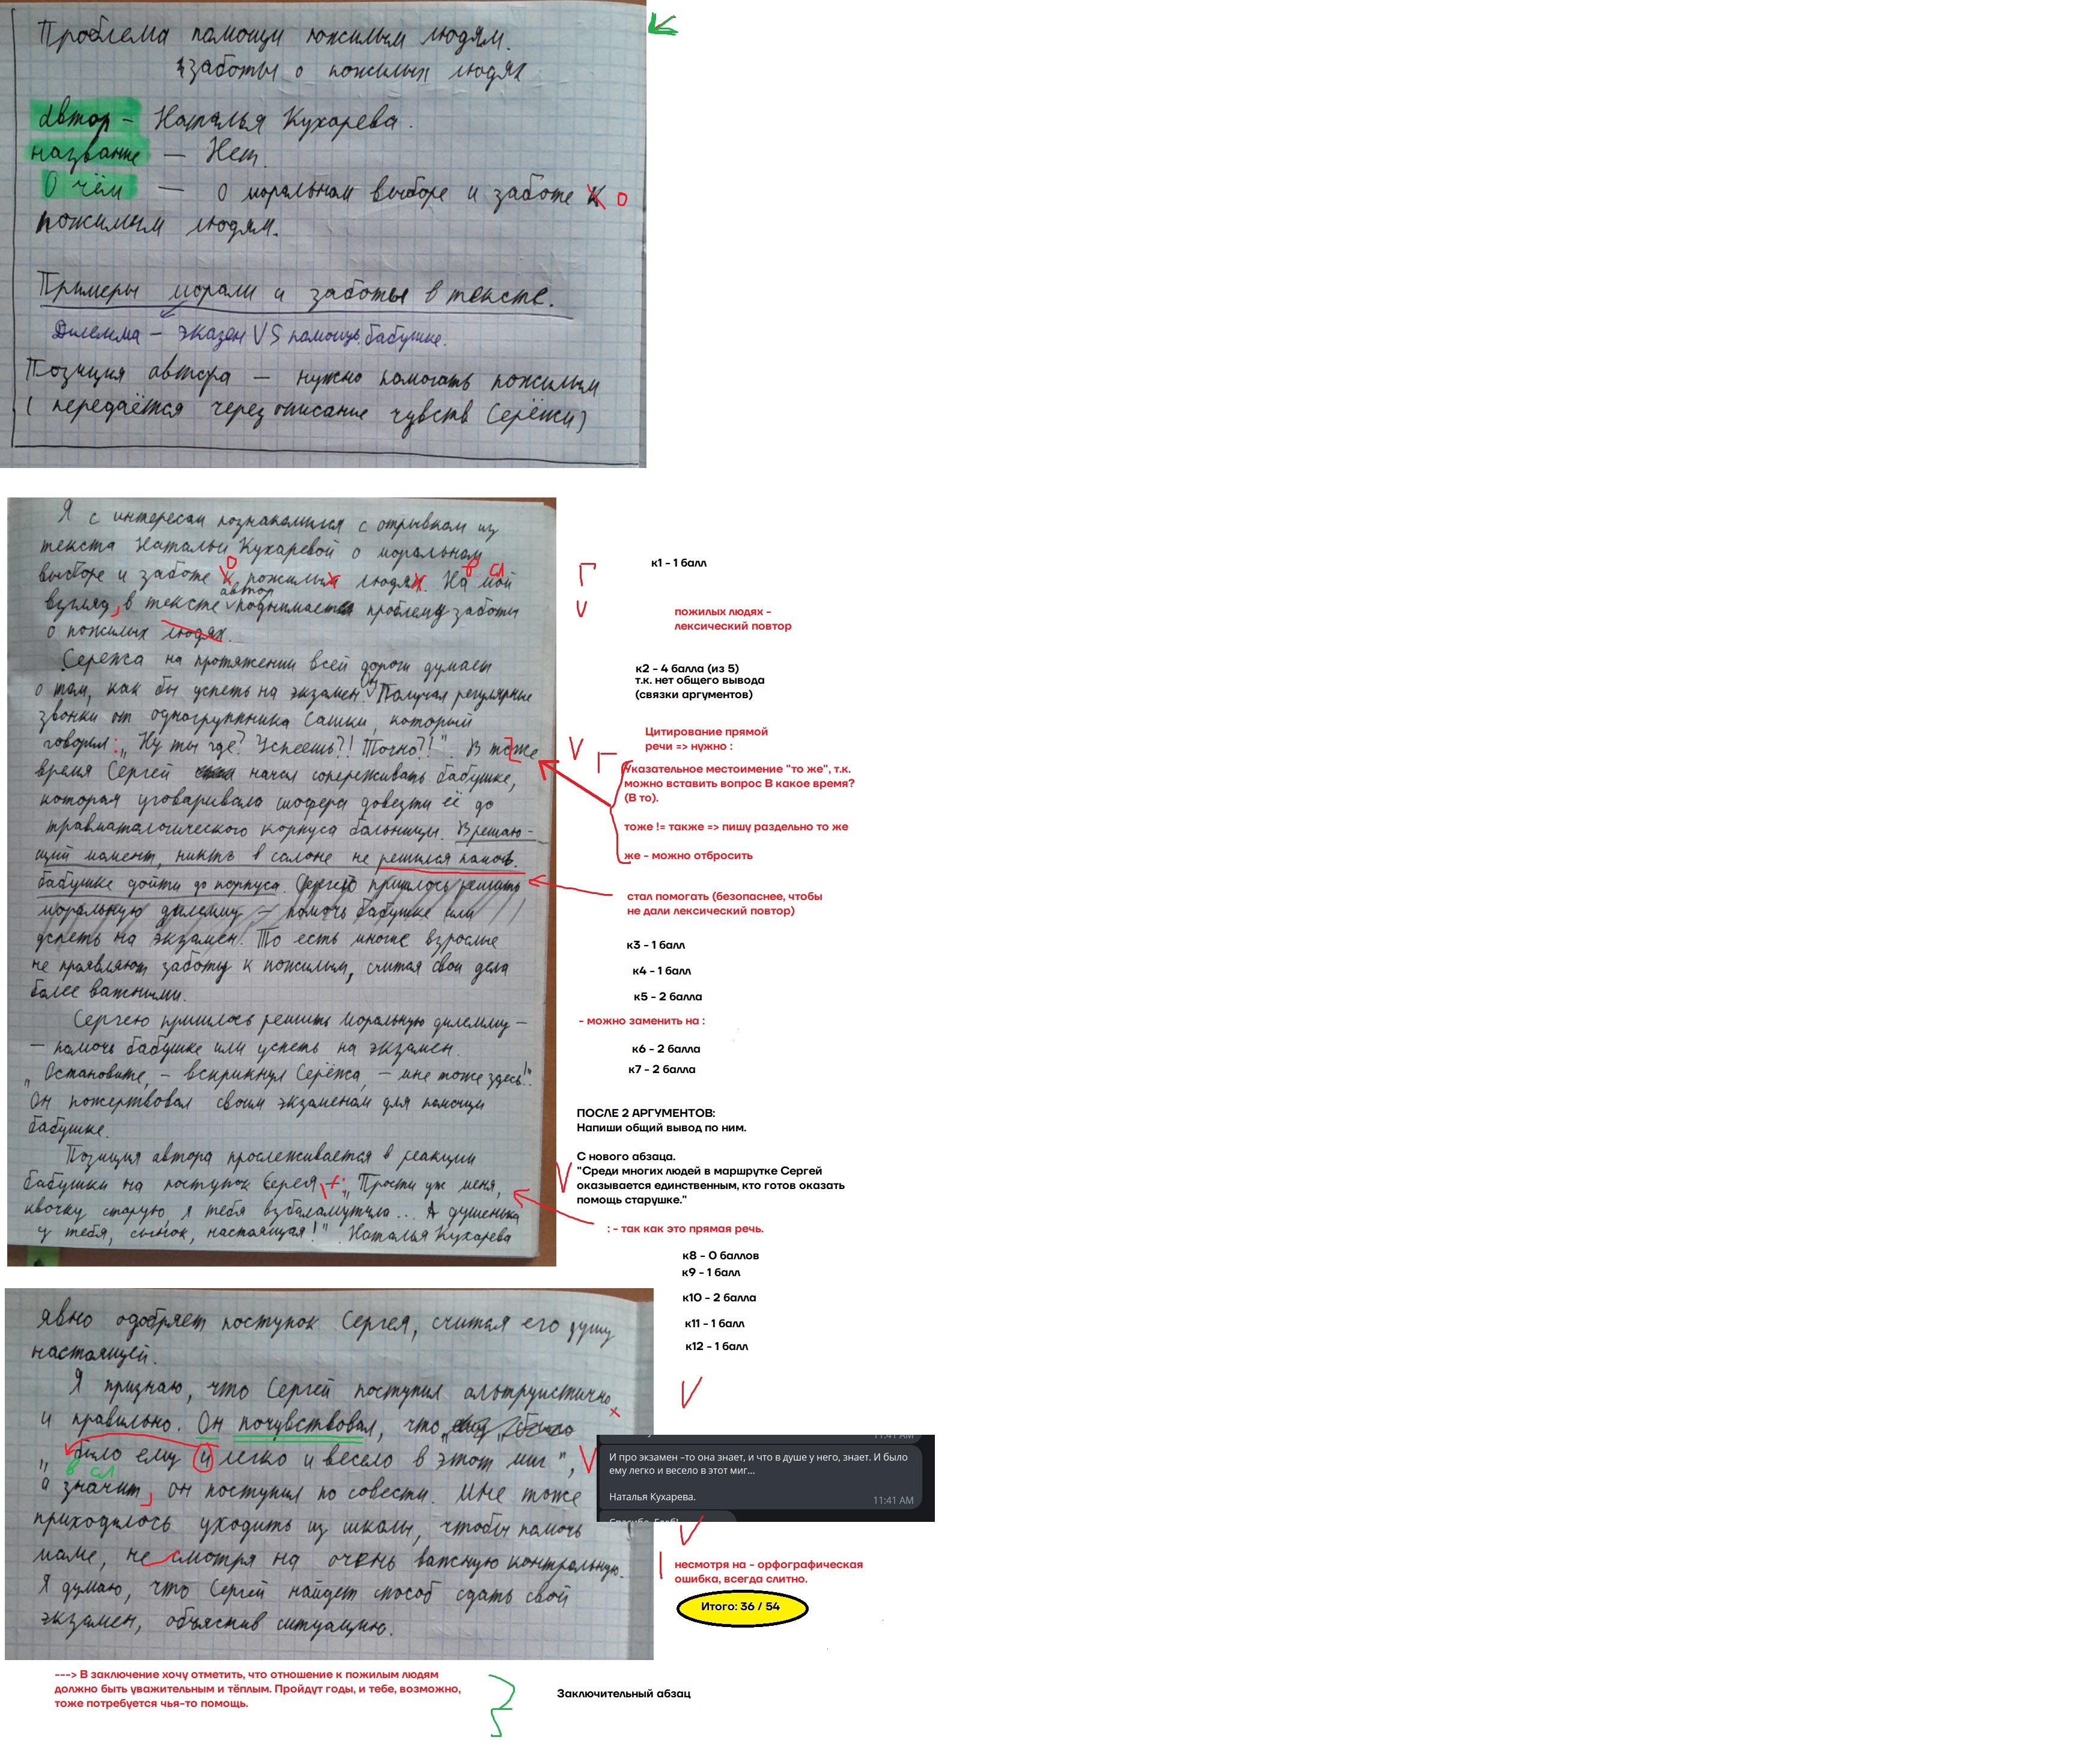 Проблема помощи пожилым людям.
заботы о пожилых людях
Автор – Наталья Кухарева.
название – Нет.
О чём – о моральном выборе и заботе к о
пожилым людям.
Примеры морали и заботы в тексте.
Дилемма – экзамен VS помощь бабушке.
Позиция автора – нужно помогать пожилым
(передаётся через описание чувств Серёжи)
Я с интересом познакомился с отрывком из
текста Натальи Кухаревой о моральном
о
в сл
выборе и заботе к пожилым людям. На мой
автор
взгляд, в тексте поднимается проблему заботы
о пожилых людях.
Сережа на протяжении всей дороги думает
о том, как бы успеть на экзамен. Получал регулярные
звонки от одногруппника Сашки, который
говорил: „Ну ты где? Успеешь?! Точно?!". В тоже
время Сергей начал сопереживать бабушке,
которая уговаривала шофера довезти её до
травматологического корпуса больницы. В решаю-
щий момент, никто в салоне не решился помочь
бабушке дойти до корпуса. Сергею пришлось решать
моральную дилемму – помочь бабушке или
успеть на экзамен. То есть многие взрослые
не проявляют заботу к пожилым, считая свои дела
более важными.
Сергею пришлось решить моральную дилемму –
– помочь бабушке или успеть на экзамен.
„Остановите, – вскрикнул Серёжа, – мне тоже здесь!".
Он пожертвовал своим экзаменом для помощи
бабушке.
Позиция автора прослеживается в реакции
бабушки на поступок Сергея: „Прости уж меня,
квочку старую, я тебя взбаламутила... А душенька
у тебя, сынок, настоящая!". Наталья Кухарева
к1 - 1 балл
пожилых людях -
лексический повтор
к2 - 4 балла (из 5)
т.к. нет общего вывода
(связки аргументов)
Цитирование прямой
речи => нужно :
Указательное местоимение "то же", т.к.
можно вставить вопрос В какое время?
(В то).
тоже != также => пишу раздельно то же
же - можно отбросить
стал помогать (безопаснее, чтобы
не дали лексический повтор)
к3 - 1 балл
к4 - 1 балл
к5 - 2 балла
- можно заменить на :
к6 - 2 балла
к7 - 2 балла
ПОСЛЕ 2 АРГУМЕНТОВ:
Напиши общий вывод по ним.
С нового абзаца.
"Среди многих людей в маршрутке Сергей
оказывается единственным, кто готов оказать
помощь старушке."
: - так как это прямая речь.
к8 - 0 баллов
к9 - 1 балл
к10 - 2 балла
к11 - 1 балл
к12 - 1 балл
явно одобряет поступок Сергея, считая его душу
настоящей.
Я признаю, что Сергей поступил альтруистично
и правильно. Он почувствовал, что
„было ему и легко и весело в этот миг",
в сл
а значит, он поступил по совести. Мне тоже
приходилось уходить из школы, чтобы помочь
маме, не смотря на очень важную контрольную.
Я думаю, что Сергей найдет способ сдать свой
экзамен, объяснив ситуацию.
11:41 AM
И про экзамен –то она знает, и что в душе у него, знает. И было
ему легко и весело в этот миг...
Наталья Кухарева.
11:41 AM
несмотря на - орфографическая
ошибка, всегда слитно.
Итого: 36 / 54
---> В заключение хочу отметить, что отношение к пожилым людям
должно быть уважительным и тёплым. Пройдут годы, и тебе, возможно,
тоже потребуется чья-то помощь.
Заключительный абзац